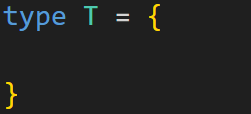 type T = {
}